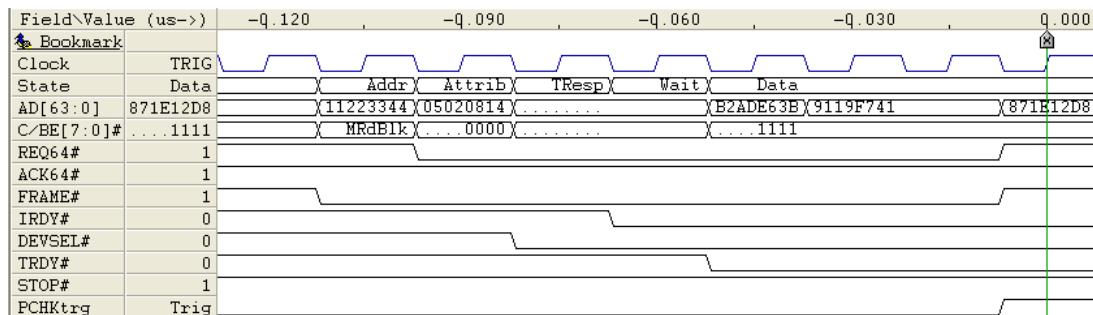 Field\Value (us->) -0.120 -0.090 -0.060 -0.030 0.000
Bookmark
Clock TRIG
State Data Addr Attrib TResp Wait Data
AD[63:0] 871E12D8 11223344 05020814 ........ B2ADE63B 9119F741 871E12D8
C/BE[7:0]# ....1111 MRdBlk ....0000 ........ ....1111
REQ64# 1
ACK64# 1
FRAME# 1
IRDY# 0
DEVSEL# 0
TRDY# 0
STOP# 1
PCHKtrg Trig